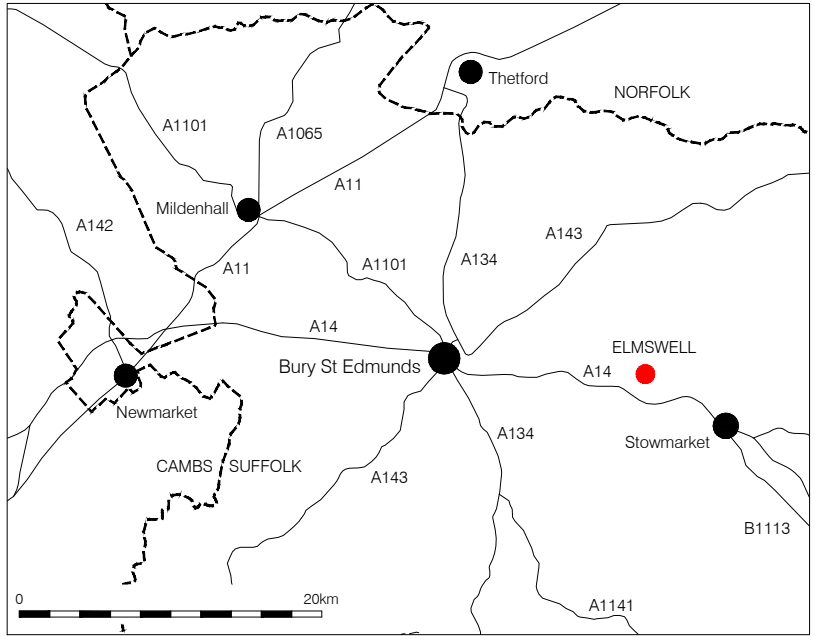 Thetford
NORFOLK
A1101
A1065
A11
Mildenhall
A142
A143
A134
A1101
A11
A14
ELMSWELL
Bury St Edmunds
A14
Newmarket
A134
Stowmarket
CAMBS SUFFOLK
A143
B1113
0 20km
A1141